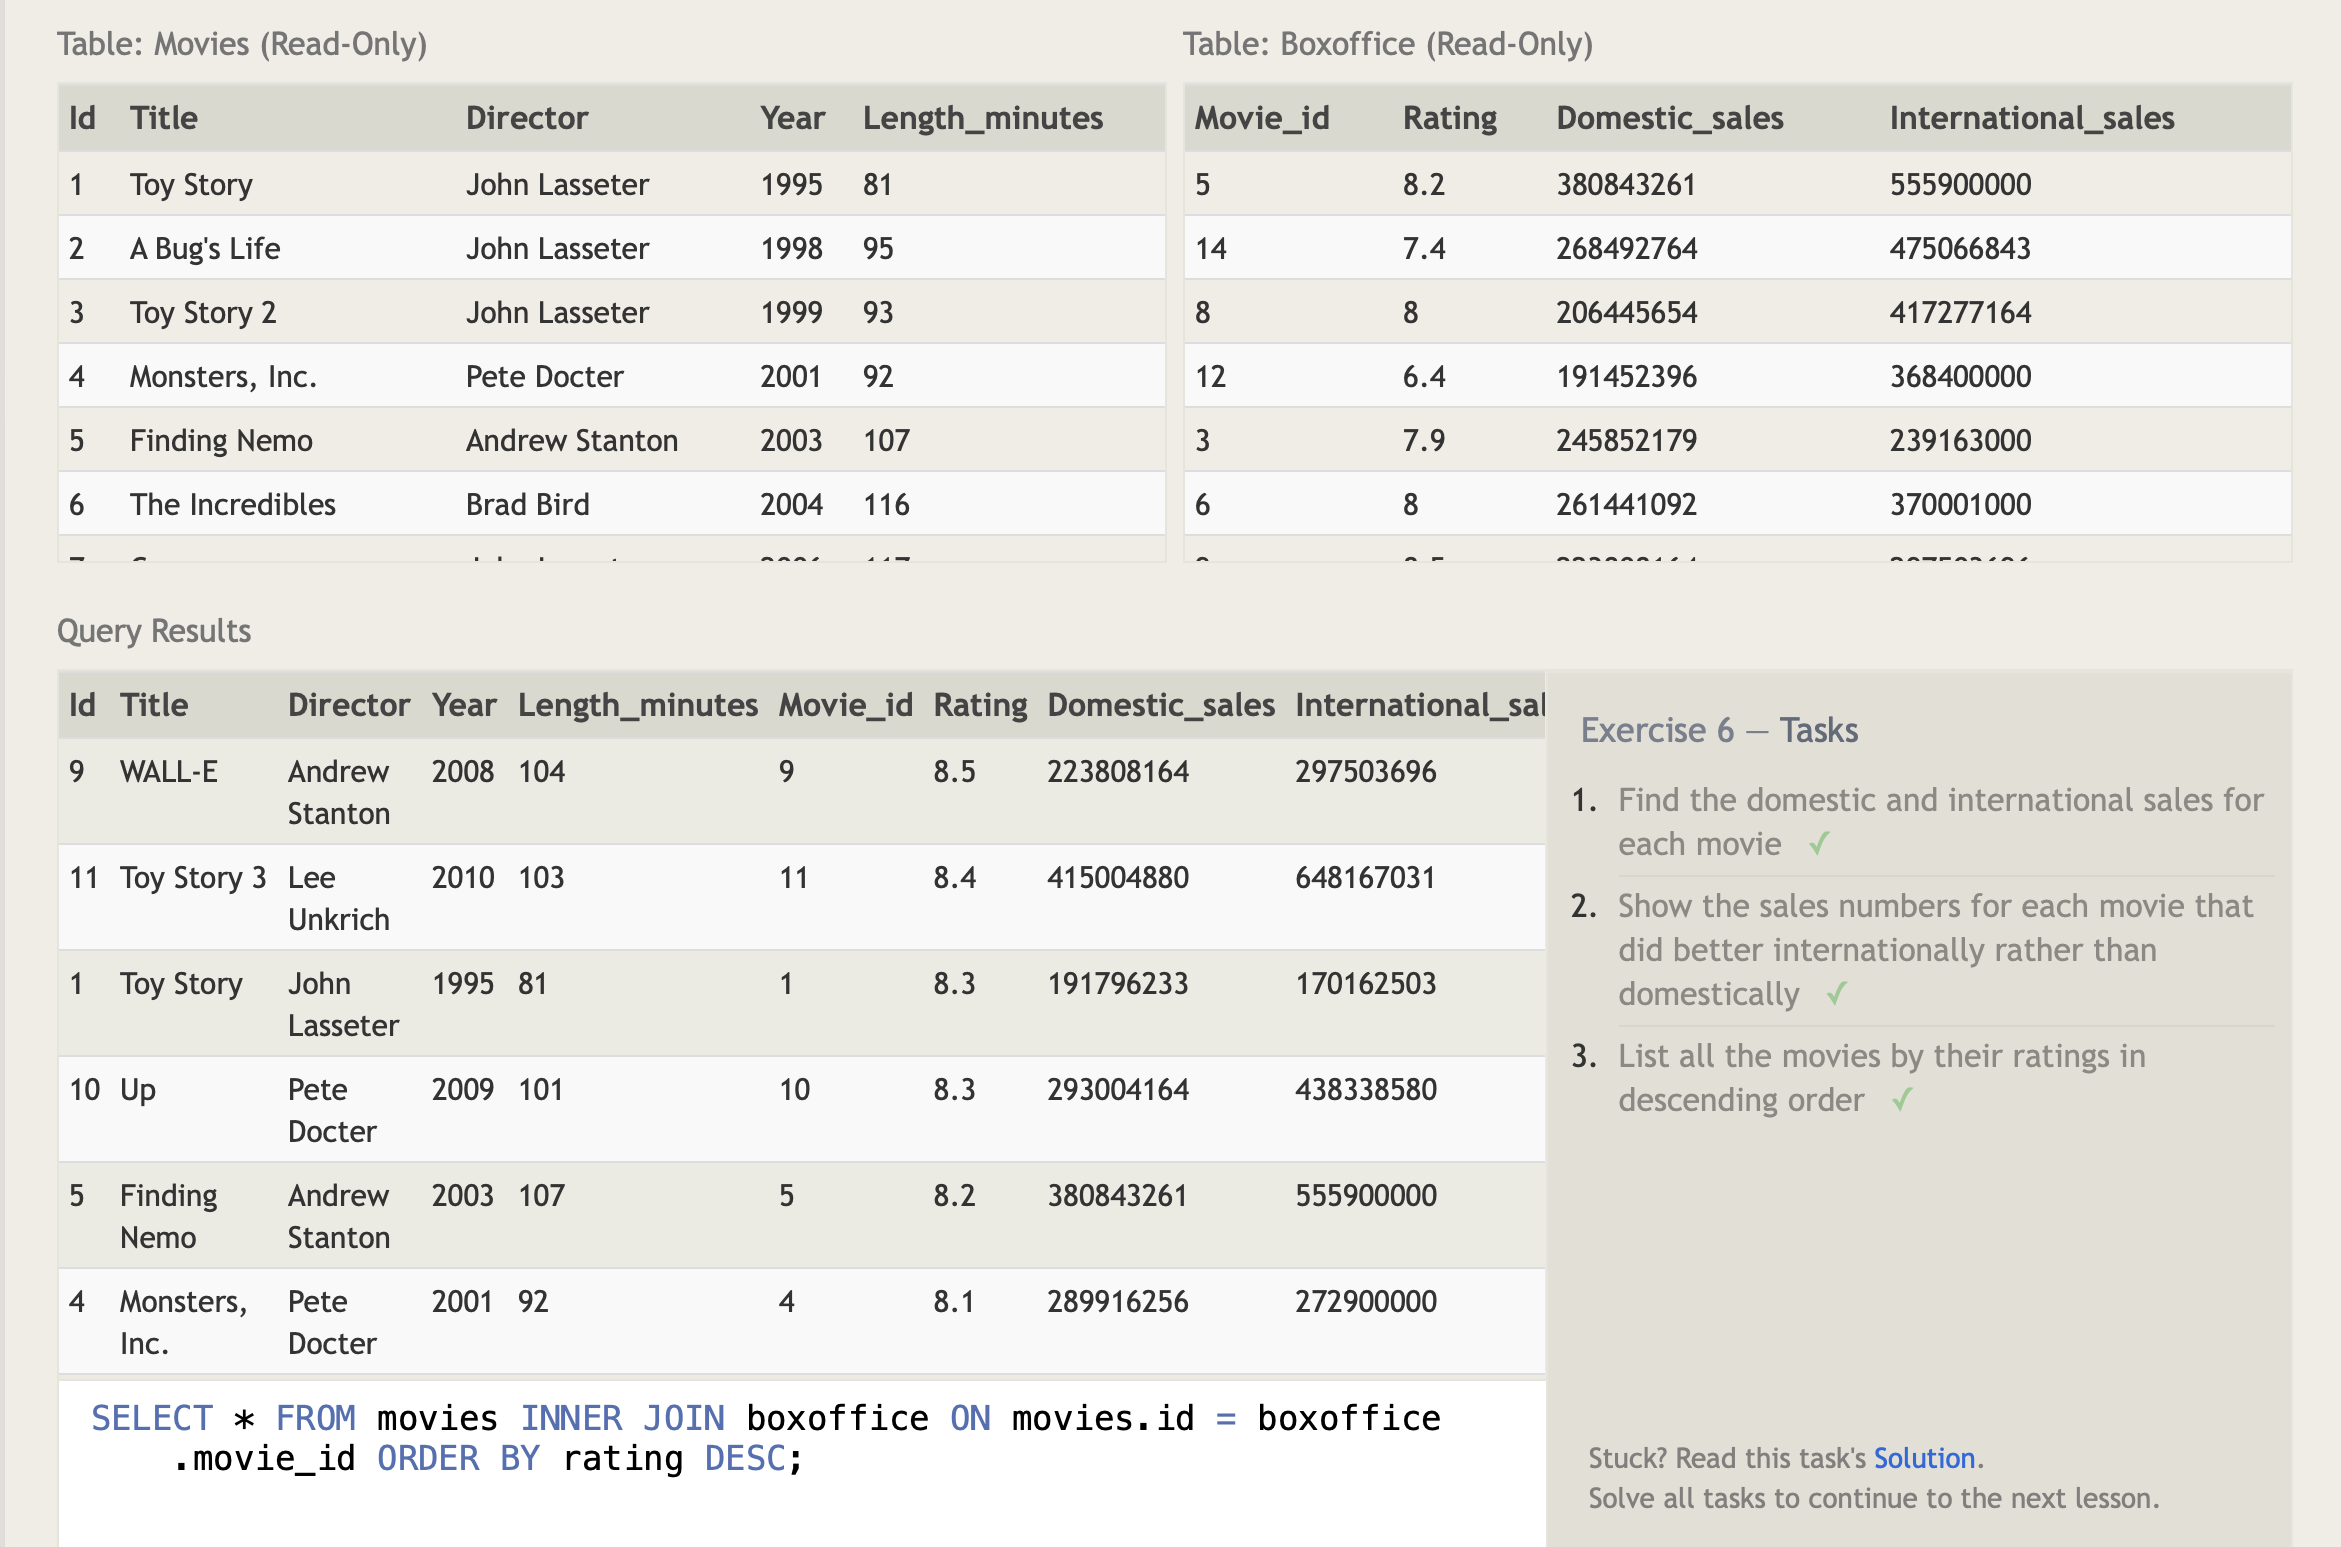 Table: Movies (Read-Only)
Id Title Director Year Length_minutes
1 Toy Story John Lasseter 1995 81
2 A Bug's Life John Lasseter 1998 95
3 Toy Story 2 John Lasseter 1999 93
4 Monsters, Inc. Pete Docter 2001 92
5 Finding Nemo Andrew Stanton 2003 107
6 The Incredibles Brad Bird 2004 116
Table: Boxoffice (Read-Only)
Movie_id Rating Domestic_sales International_sales
5 8.2 380843261 555900000
14 7.4 268492764 475066843
8 8 206445654 417277164
12 6.4 191452396 368400000
3 7.9 245852179 239163000
6 8 261441092 370001000
Query Results
Id Title Director Year Length_minutes Movie_id Rating Domestic_sales International_sal
9 WALL-E Andrew 2008 104 9 8.5 223808164 297503696
Stanton
11 Toy Story 3 Lee 2010 103 11 8.4 415004880 648167031
Unkrich
1 Toy Story John 1995 81 1 8.3 191796233 170162503
Lasseter
10 Up Pete 2009 101 10 8.3 293004164 438338580
Docter
5 Finding Andrew 2003 107 5 8.2 380843261 555900000
Nemo Stanton
4 Monsters, Pete 2001 92 4 8.1 289916256 272900000
Inc. Docter
SELECT * FROM movies INNER JOIN boxoffice ON movies.id = boxoffice
.movie_id ORDER BY rating DESC;
Exercise 6 — Tasks
1. Find the domestic and international sales for
each movie ✓
2. Show the sales numbers for each movie that
did better internationally rather than
domestically ✓
3. List all the movies by their ratings in
descending order ✓
Stuck? Read this task's Solution.
Solve all tasks to continue to the next lesson.